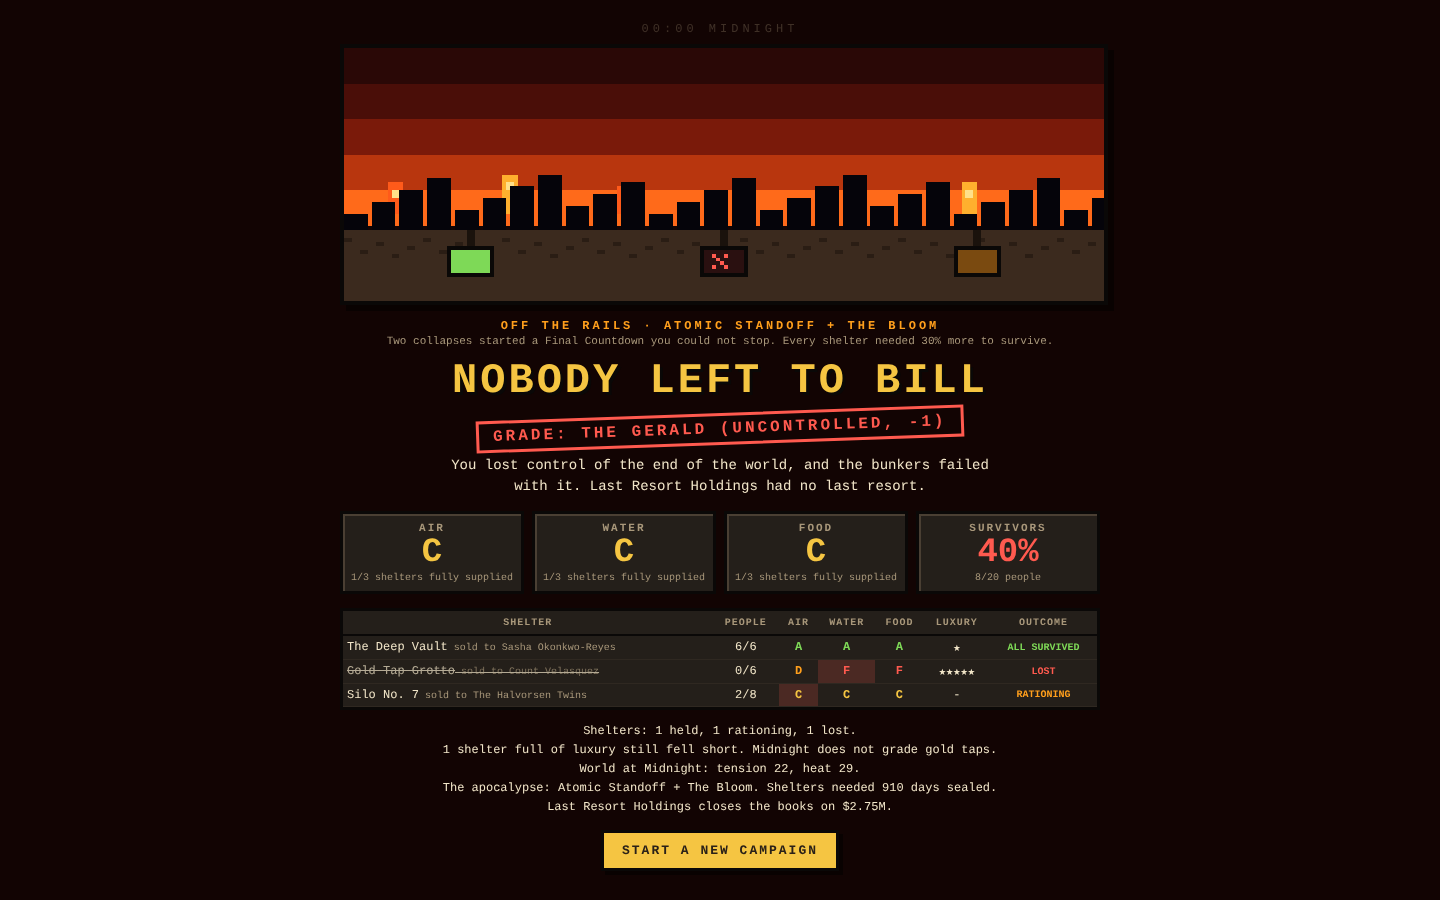 00:00 MIDNIGHT
OFF THE RAILS · ATOMIC STANDOFF + THE BLOOM
Two collapses started a Final Countdown you could not stop. Every shelter needed 30% more to survive.
NOBODY LEFT TO BILL
GRADE: THE GERALD (UNCONTROLLED, -1)
You lost control of the end of the world, and the bunkers failed
with it. Last Resort Holdings had no last resort.
AIR WATER FOOD SURVIVORS
C C C 40%
1/3 shelters fully supplied 1/3 shelters fully supplied 1/3 shelters fully supplied 8/20 people
SHELTER PEOPLE AIR WATER FOOD LUXURY OUTCOME
The Deep Vault sold to Sasha Okonkwo-Reyes 6/6 A A A ★ ALL SURVIVED
Gold Tap Grotto sold to Count Velasquez 0/6 D F F ★★★★★ LOST
Silo No. 7 sold to The Halvorsen Twins 2/8 C C C - RATIONING
Shelters: 1 held, 1 rationing, 1 lost.
1 shelter full of luxury still fell short. Midnight does not grade gold taps.
World at Midnight: tension 22, heat 29.
The apocalypse: Atomic Standoff + The Bloom. Shelters needed 910 days sealed.
Last Resort Holdings closes the books on $2.75M.
START A NEW CAMPAIGN